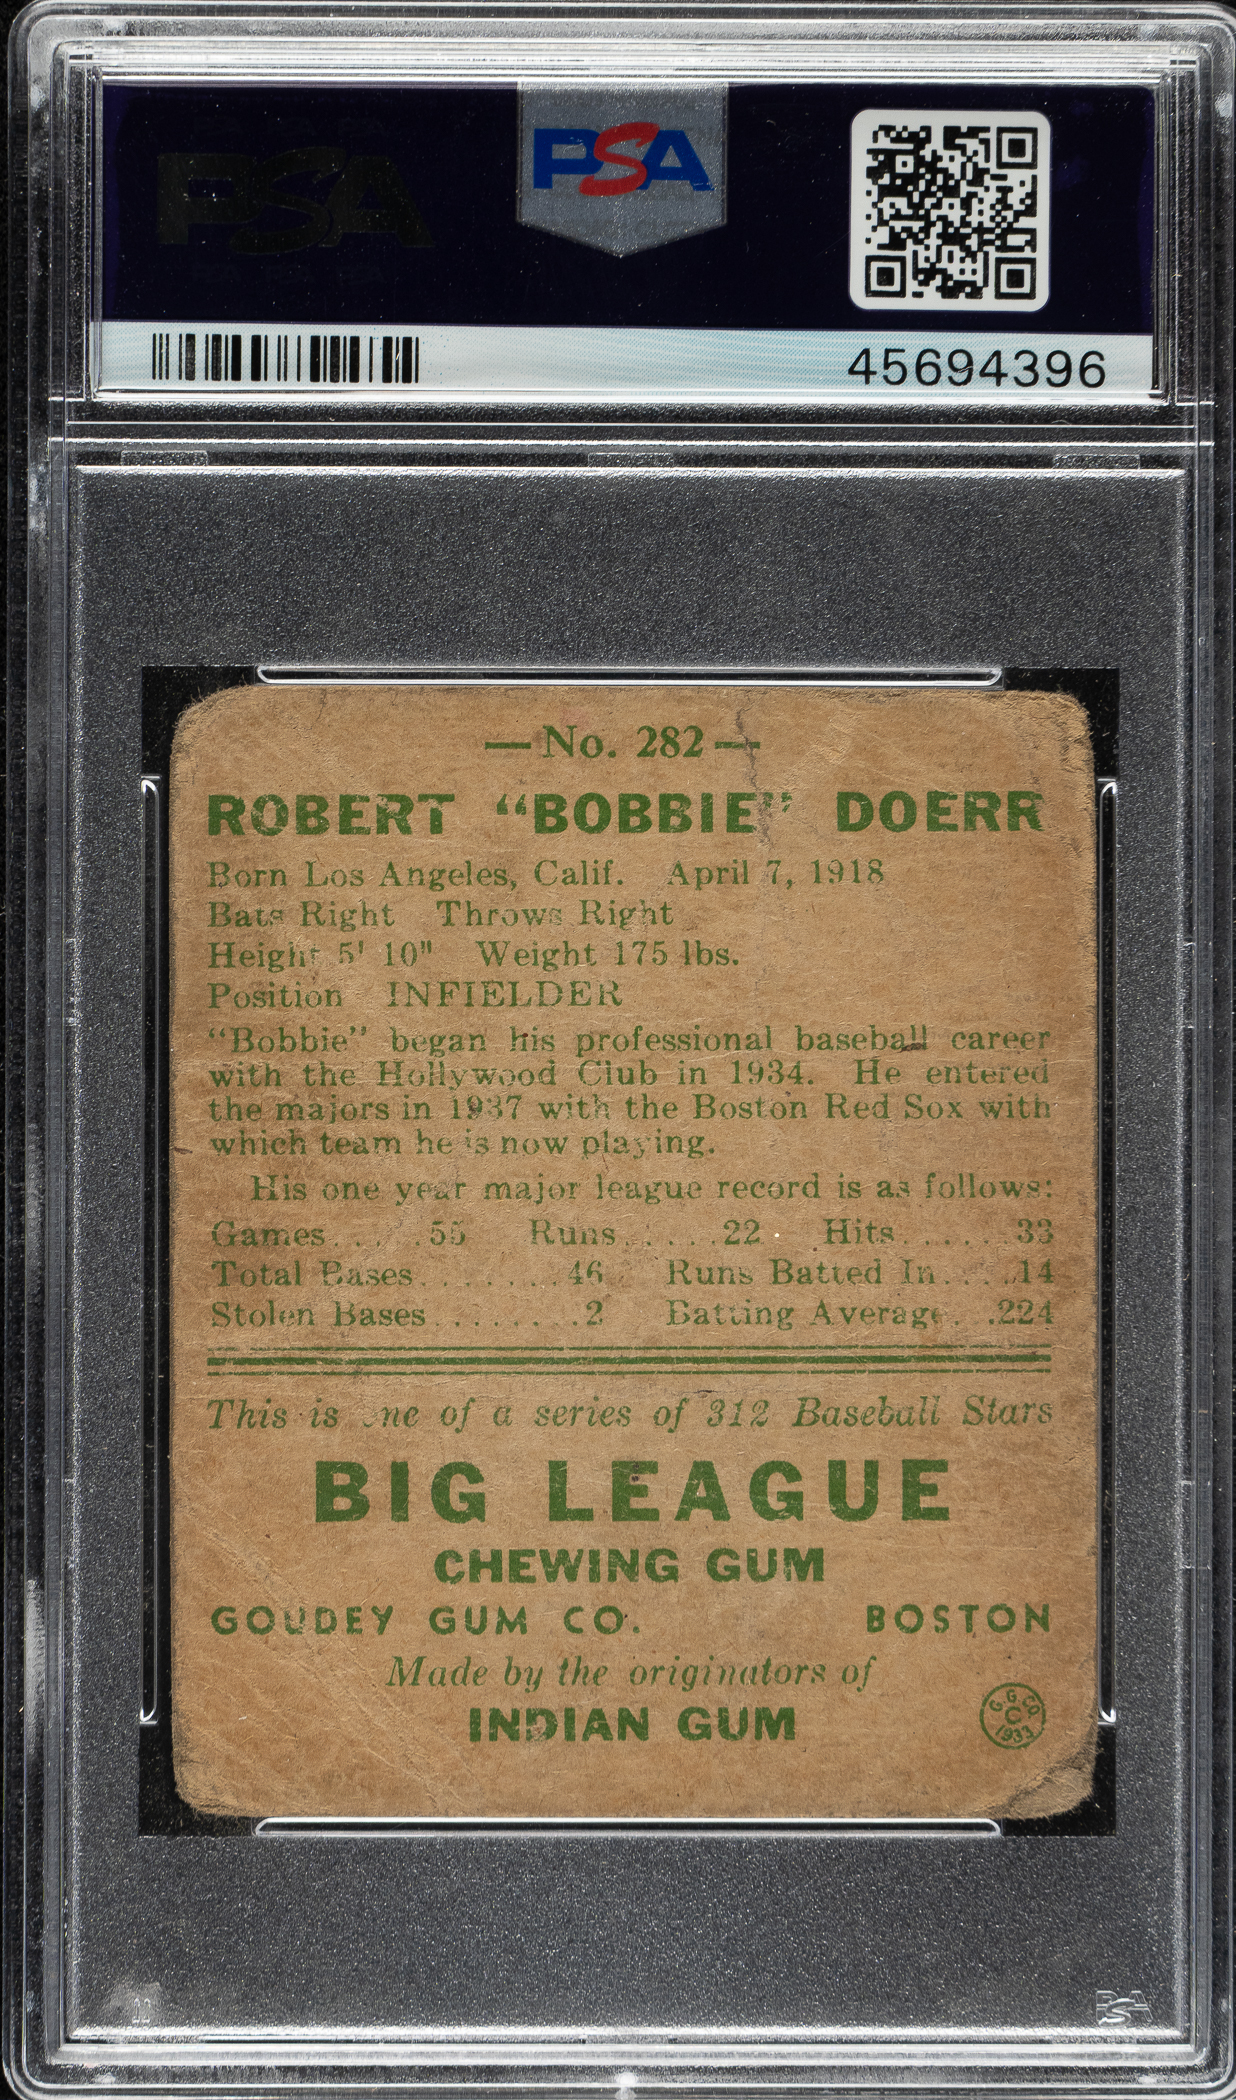 PSA
PSA
45694396
— No. 282 —
ROBERT "BOBBIE" DOERR
Born Los Angeles, Calif. April 7, 1918
Bats Right Throws Right
Height 5' 10" Weight 175 lbs.
Position INFIELDER
"Bobbie" began his professional baseball career
with the Hollywood Club in 1934. He entered
the majors in 1937 with the Boston Red Sox with
which team he is now playing.
His one year major league record is as follows:
Games.....55 Runs.....22 Hits......33
Total Bases.......46 Runs Batted In....14
Stolen Bases........2 Batting Average. .224
This is one of a series of 312 Baseball Stars
BIG LEAGUE
CHEWING GUM
GOUDEY GUM CO. BOSTON
Made by the originators of
INDIAN GUM
G. G. CO.
C
1933
PSA